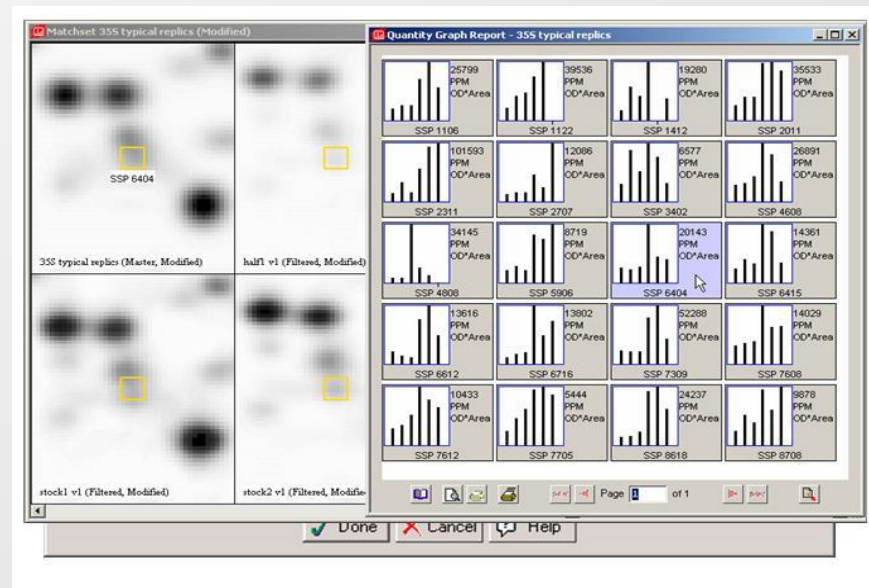 Matchset 35S typical replics (Modified)
SSP 6404
35S typical replics (Master, Modified)
half1 v1 (Filtered, Modified)
stock1 v1 (Filtered, Modified)
stock2 v1 (Filtered, Modifie
Quantity Graph Report - 35S typical replics
25799
PPM
OD*Area
SSP 1106
39536
PPM
OD*Area
SSP 1122
19280
PPM
OD*Area
SSP 1412
35533
PPM
OD*Area
SSP 2011
101593
PPM
OD*Area
SSP 2311
12086
PPM
OD*Area
SSP 2707
6577
PPM
OD*Area
SSP 3402
26891
PPM
OD*Area
SSP 4608
34145
PPM
OD*Area
SSP 4808
8719
PPM
OD*Area
SSP 5906
20143
PPM
OD*Area
SSP 6404
14361
PPM
OD*Area
SSP 6415
13616
PPM
OD*Area
SSP 6612
13802
PPM
OD*Area
SSP 6716
52288
PPM
OD*Area
SSP 7309
14029
PPM
OD*Area
SSP 7608
10433
PPM
OD*Area
SSP 7612
5444
PPM
OD*Area
SSP 7705
24237
PPM
OD*Area
SSP 8618
9878
PPM
OD*Area
SSP 8708
Page 1 of 1
Done Cancel Help